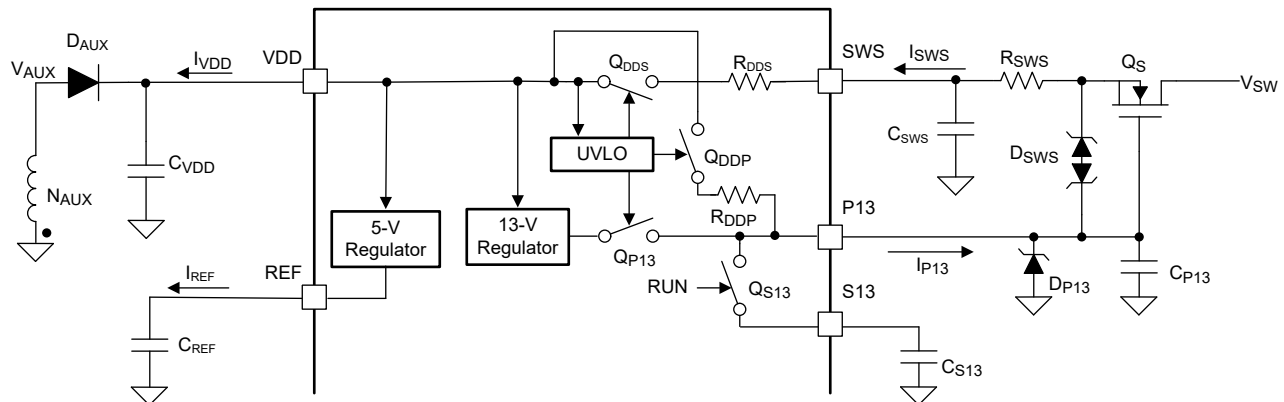 DAUX
VAUX
IVDD
VDD
CVDD
NAUX
QDDS
RDDS
SWS
ISWS
RSWS
QS
VSW
CSWS
DSWS
UVLO
QDDP
RDDP
5-V
Regulator
13-V
Regulator
QP13
P13
IP13
DP13
CP13
REF
IREF
CREF
RUN
QS13
S13
CS13